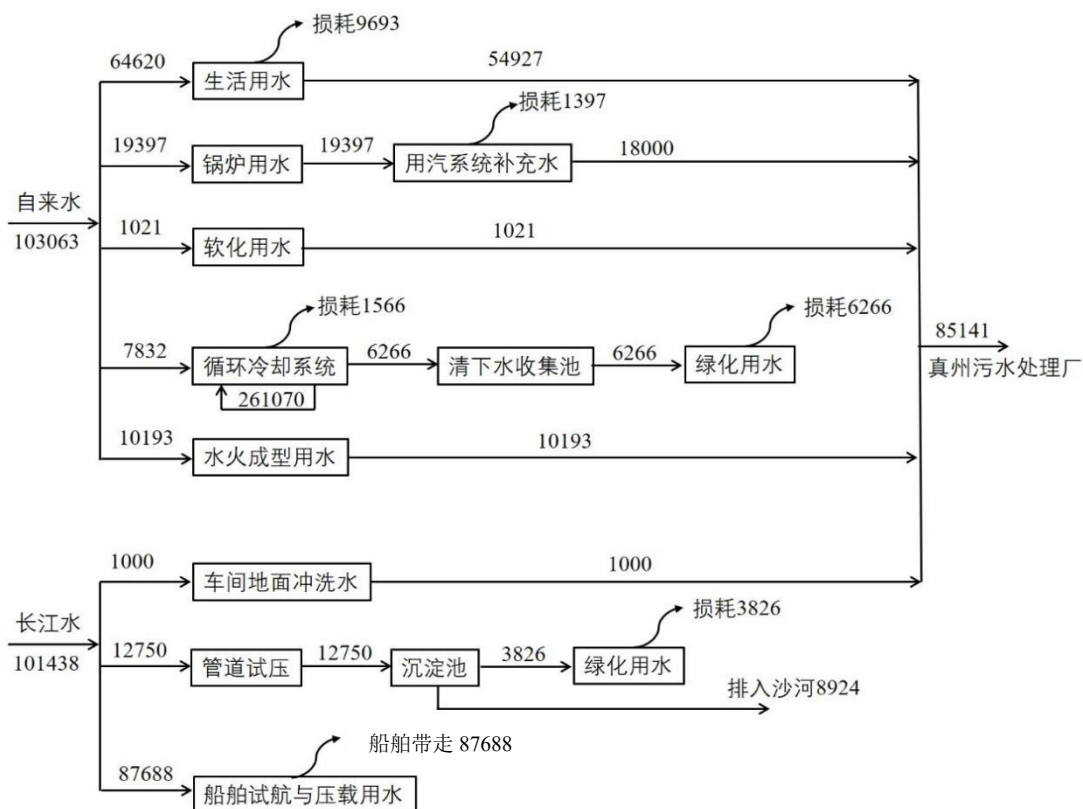 损耗9693
64620
生活用水
54927
损耗1397
19397
锅炉用水
19397
用汽系统补充水
18000
自来水
103063
1021
软化用水
1021
损耗1566
损耗6266
7832
循环冷却系统
6266
清下水收集池
6266
绿化用水
261070
85141
真州污水处理厂
10193
水火成型用水
10193
1000
车间地面冲洗水
1000
长江水
101438
损耗3826
12750
管道试压
12750
沉淀池
3826
绿化用水
排入沙河8924
船舶带走 87688
87688
船舶试航与压载用水